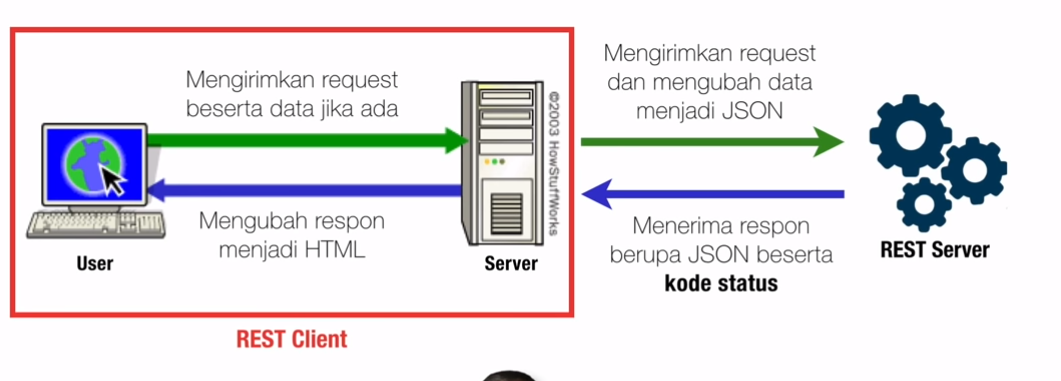 Mengirimkan request
beserta data jika ada
Mengubah respon
menjadi HTML
User
Server
©2003 HowStuffWorks
REST Client
Mengirimkan request
dan mengubah data
menjadi JSON
Menerima respon
berupa JSON beserta
kode status
REST Server